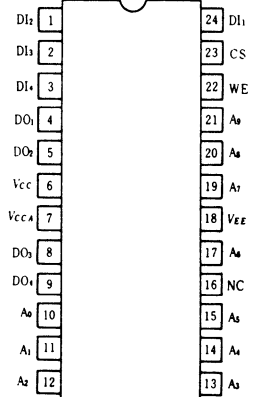 DI₂ 1 24 DI₁
DI₃ 2 23 CS
DI₄ 3 22 WE
DO₁ 4 21 A₉
DO₂ 5 20 A₈
Vcc 6 19 A₇
VccA 7 18 VEE
DO₃ 8 17 A₆
DO₄ 9 16 NC
A₀ 10 15 A₅
A₁ 11 14 A₄
A₂ 12 13 A₃